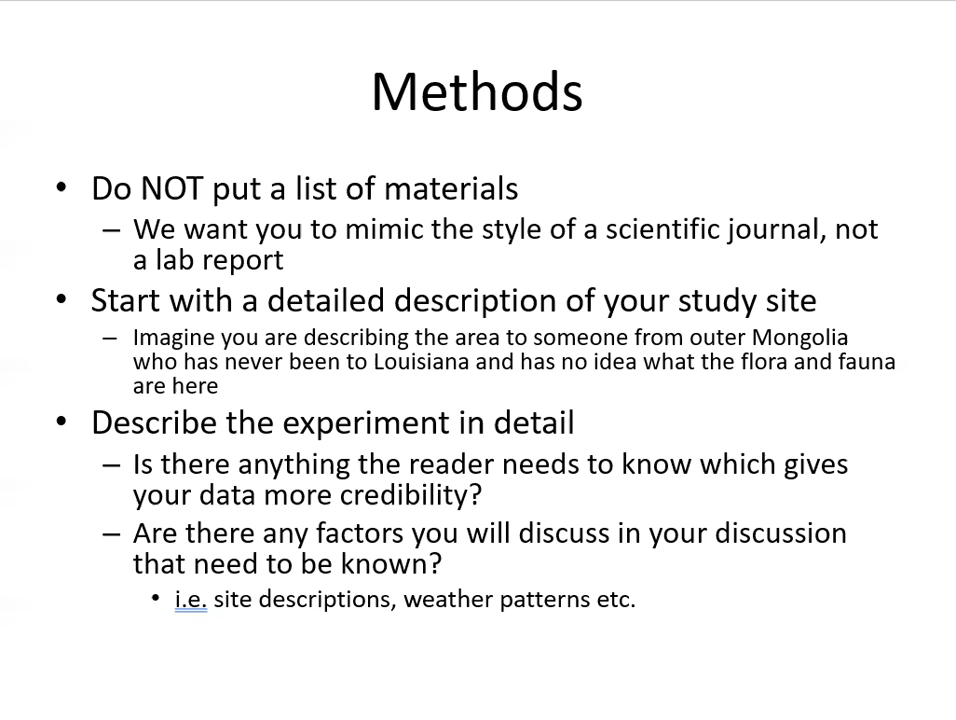 Methods
• Do NOT put a list of materials
– We want you to mimic the style of a scientific journal, not
a lab report
• Start with a detailed description of your study site
– Imagine you are describing the area to someone from outer Mongolia
who has never been to Louisiana and has no idea what the flora and fauna
are here
• Describe the experiment in detail
– Is there anything the reader needs to know which gives
your data more credibility?
– Are there any factors you will discuss in your discussion
that need to be known?
• i.e. site descriptions, weather patterns etc.